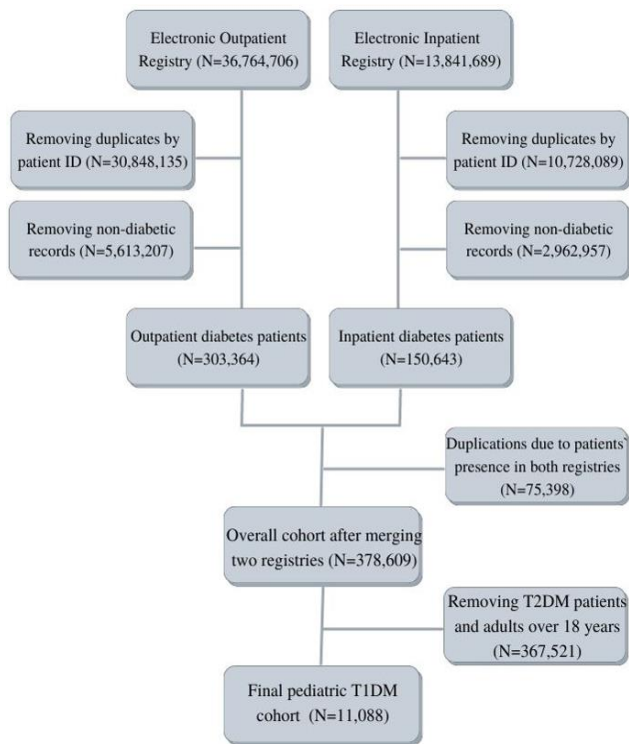 Electronic Outpatient
Registry (N=36,764,706)
Electronic Inpatient
Registry (N=13,841,689)
Removing duplicates by
patient ID (N=30,848,135)
Removing duplicates by
patient ID (N=10,728,089)
Removing non-diabetic
records (N=5,613,207)
Removing non-diabetic
records (N=2,962,957)
Outpatient diabetes patients
(N=303,364)
Inpatient diabetes patients
(N=150,643)
Duplications due to patients`
presence in both registries
(N=75,398)
Overall cohort after merging
two registries (N=378,609)
Removing T2DM patients
and adults over 18 years
(N=367,521)
Final pediatric T1DM
cohort (N=11,088)